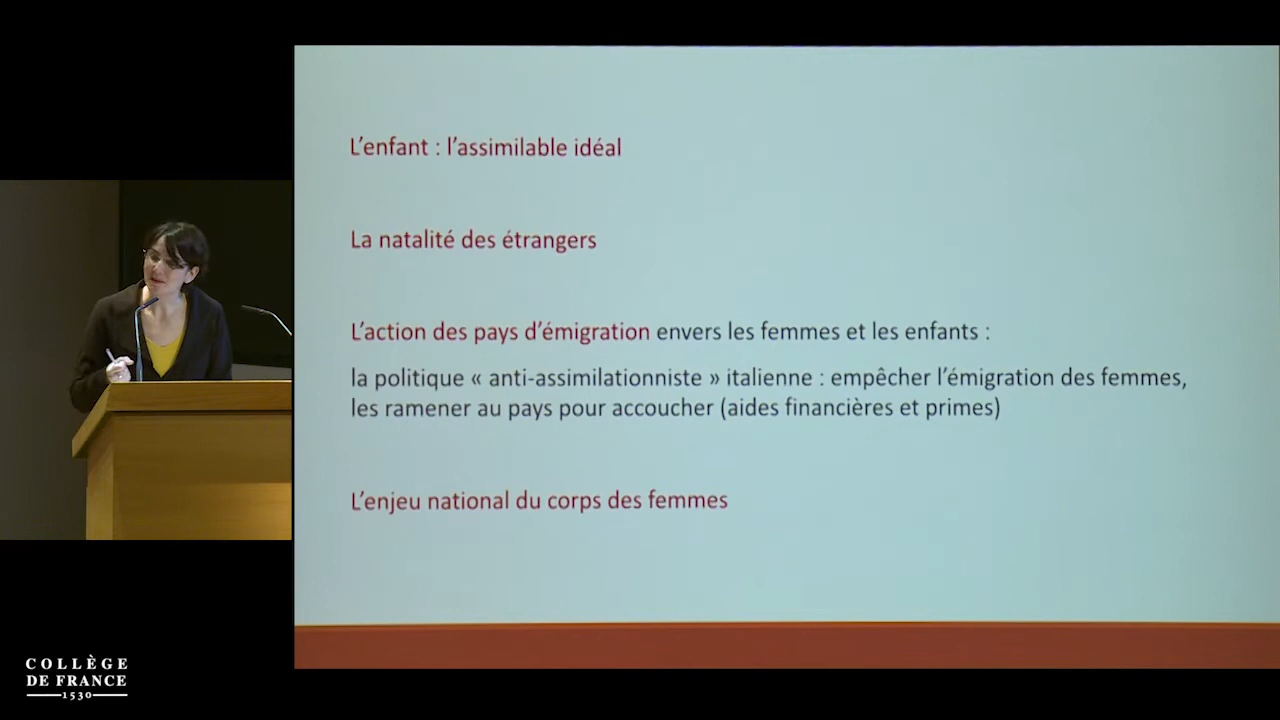 L’enfant : l’assimilable idéal
La natalité des étrangers
L’action des pays d’émigration envers les femmes et les enfants :
la politique « anti-assimilationniste » italienne : empêcher l’émigration des femmes,
les ramener au pays pour accoucher (aides financières et primes)
L’enjeu national du corps des femmes
COLLÈGE
DE FRANCE
1530